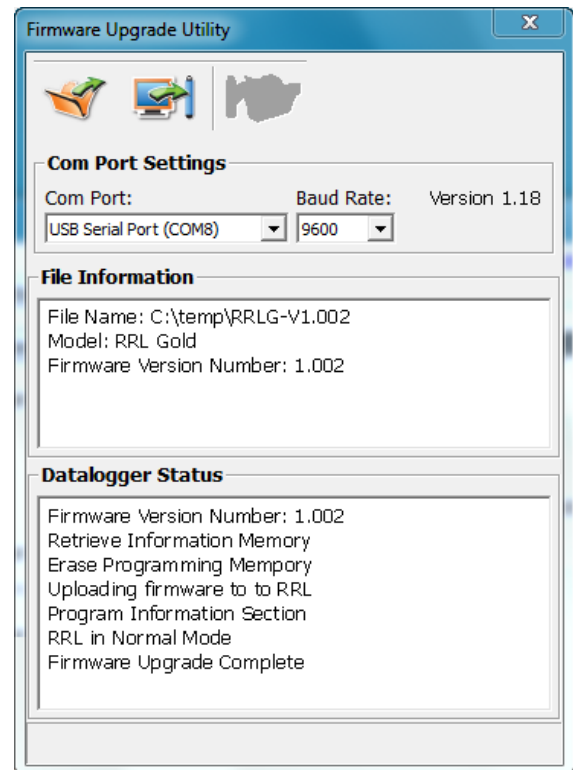 Firmware Upgrade Utility
Com Port Settings
Com Port: Baud Rate: Version 1.18
USB Serial Port (COM8) 9600
File Information
File Name: C:\temp\RRLG-V1.002
Model: RRL Gold
Firmware Version Number: 1.002
Datalogger Status
Firmware Version Number: 1.002
Retrieve Information Memory
Erase Programming Mempory
Uploading firmware to to RRL
Program Information Section
RRL in Normal Mode
Firmware Upgrade Complete